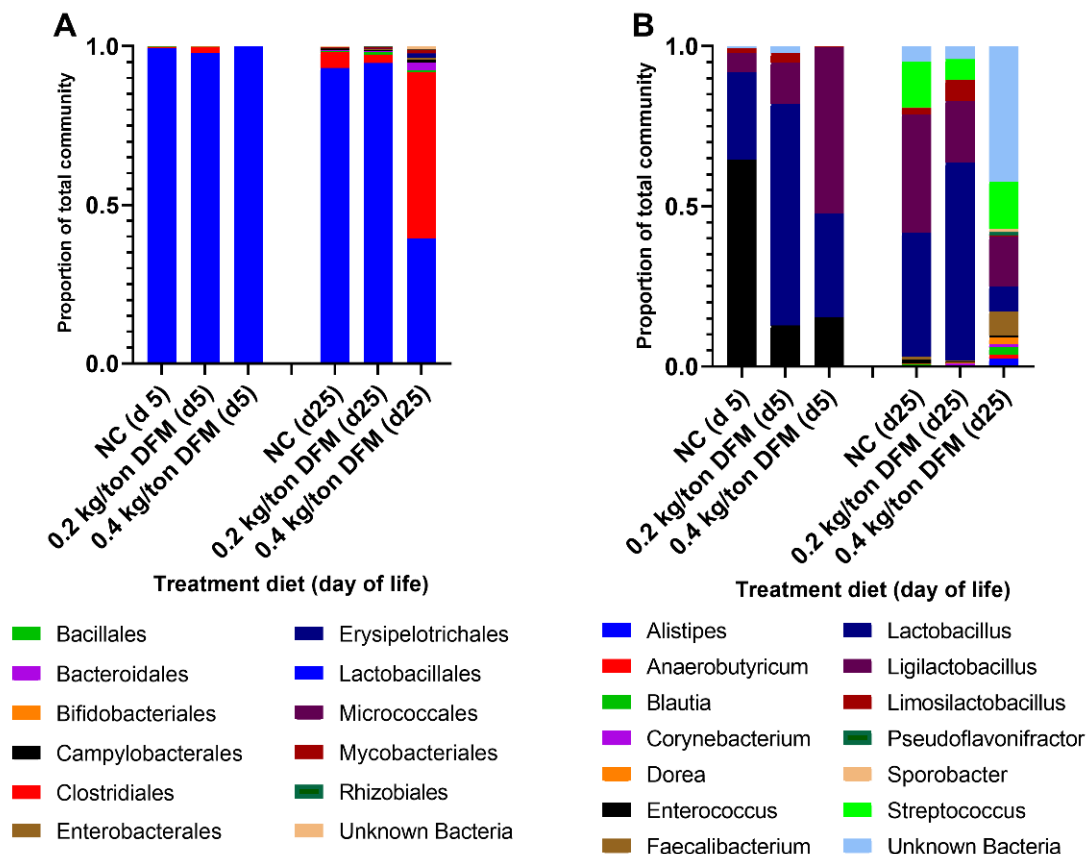 A
Proportion of total community
1.0
0.5
0.0
NC (d 5)
0.2 kg/ton DFM (d5)
0.4 kg/ton DFM (d5)
NC (d25)
0.2 kg/ton DFM (d25)
0.4 kg/ton DFM (d25)
Treatment diet (day of life)
Bacillales
Bacteroidales
Bifidobacteriales
Campylobacterales
Clostridiales
Enterobacterales
Erysipelotrichales
Lactobacillales
Micrococcales
Mycobacteriales
Rhizobiales
Unknown Bacteria
B
Proportion of total community
1.0
0.5
0.0
NC (d 5)
0.2 kg/ton DFM (d5)
0.4 kg/ton DFM (d5)
NC (d25)
0.2 kg/ton DFM (d25)
0.4 kg/ton DFM (d25)
Treatment diet (day of life)
Alistipes
Anaerobutyricum
Blautia
Corynebacterium
Dorea
Enterococcus
Faecalibacterium
Lactobacillus
Ligilactobacillus
Limosilactobacillus
Pseudoflavonifractor
Sporobacter
Streptococcus
Unknown Bacteria